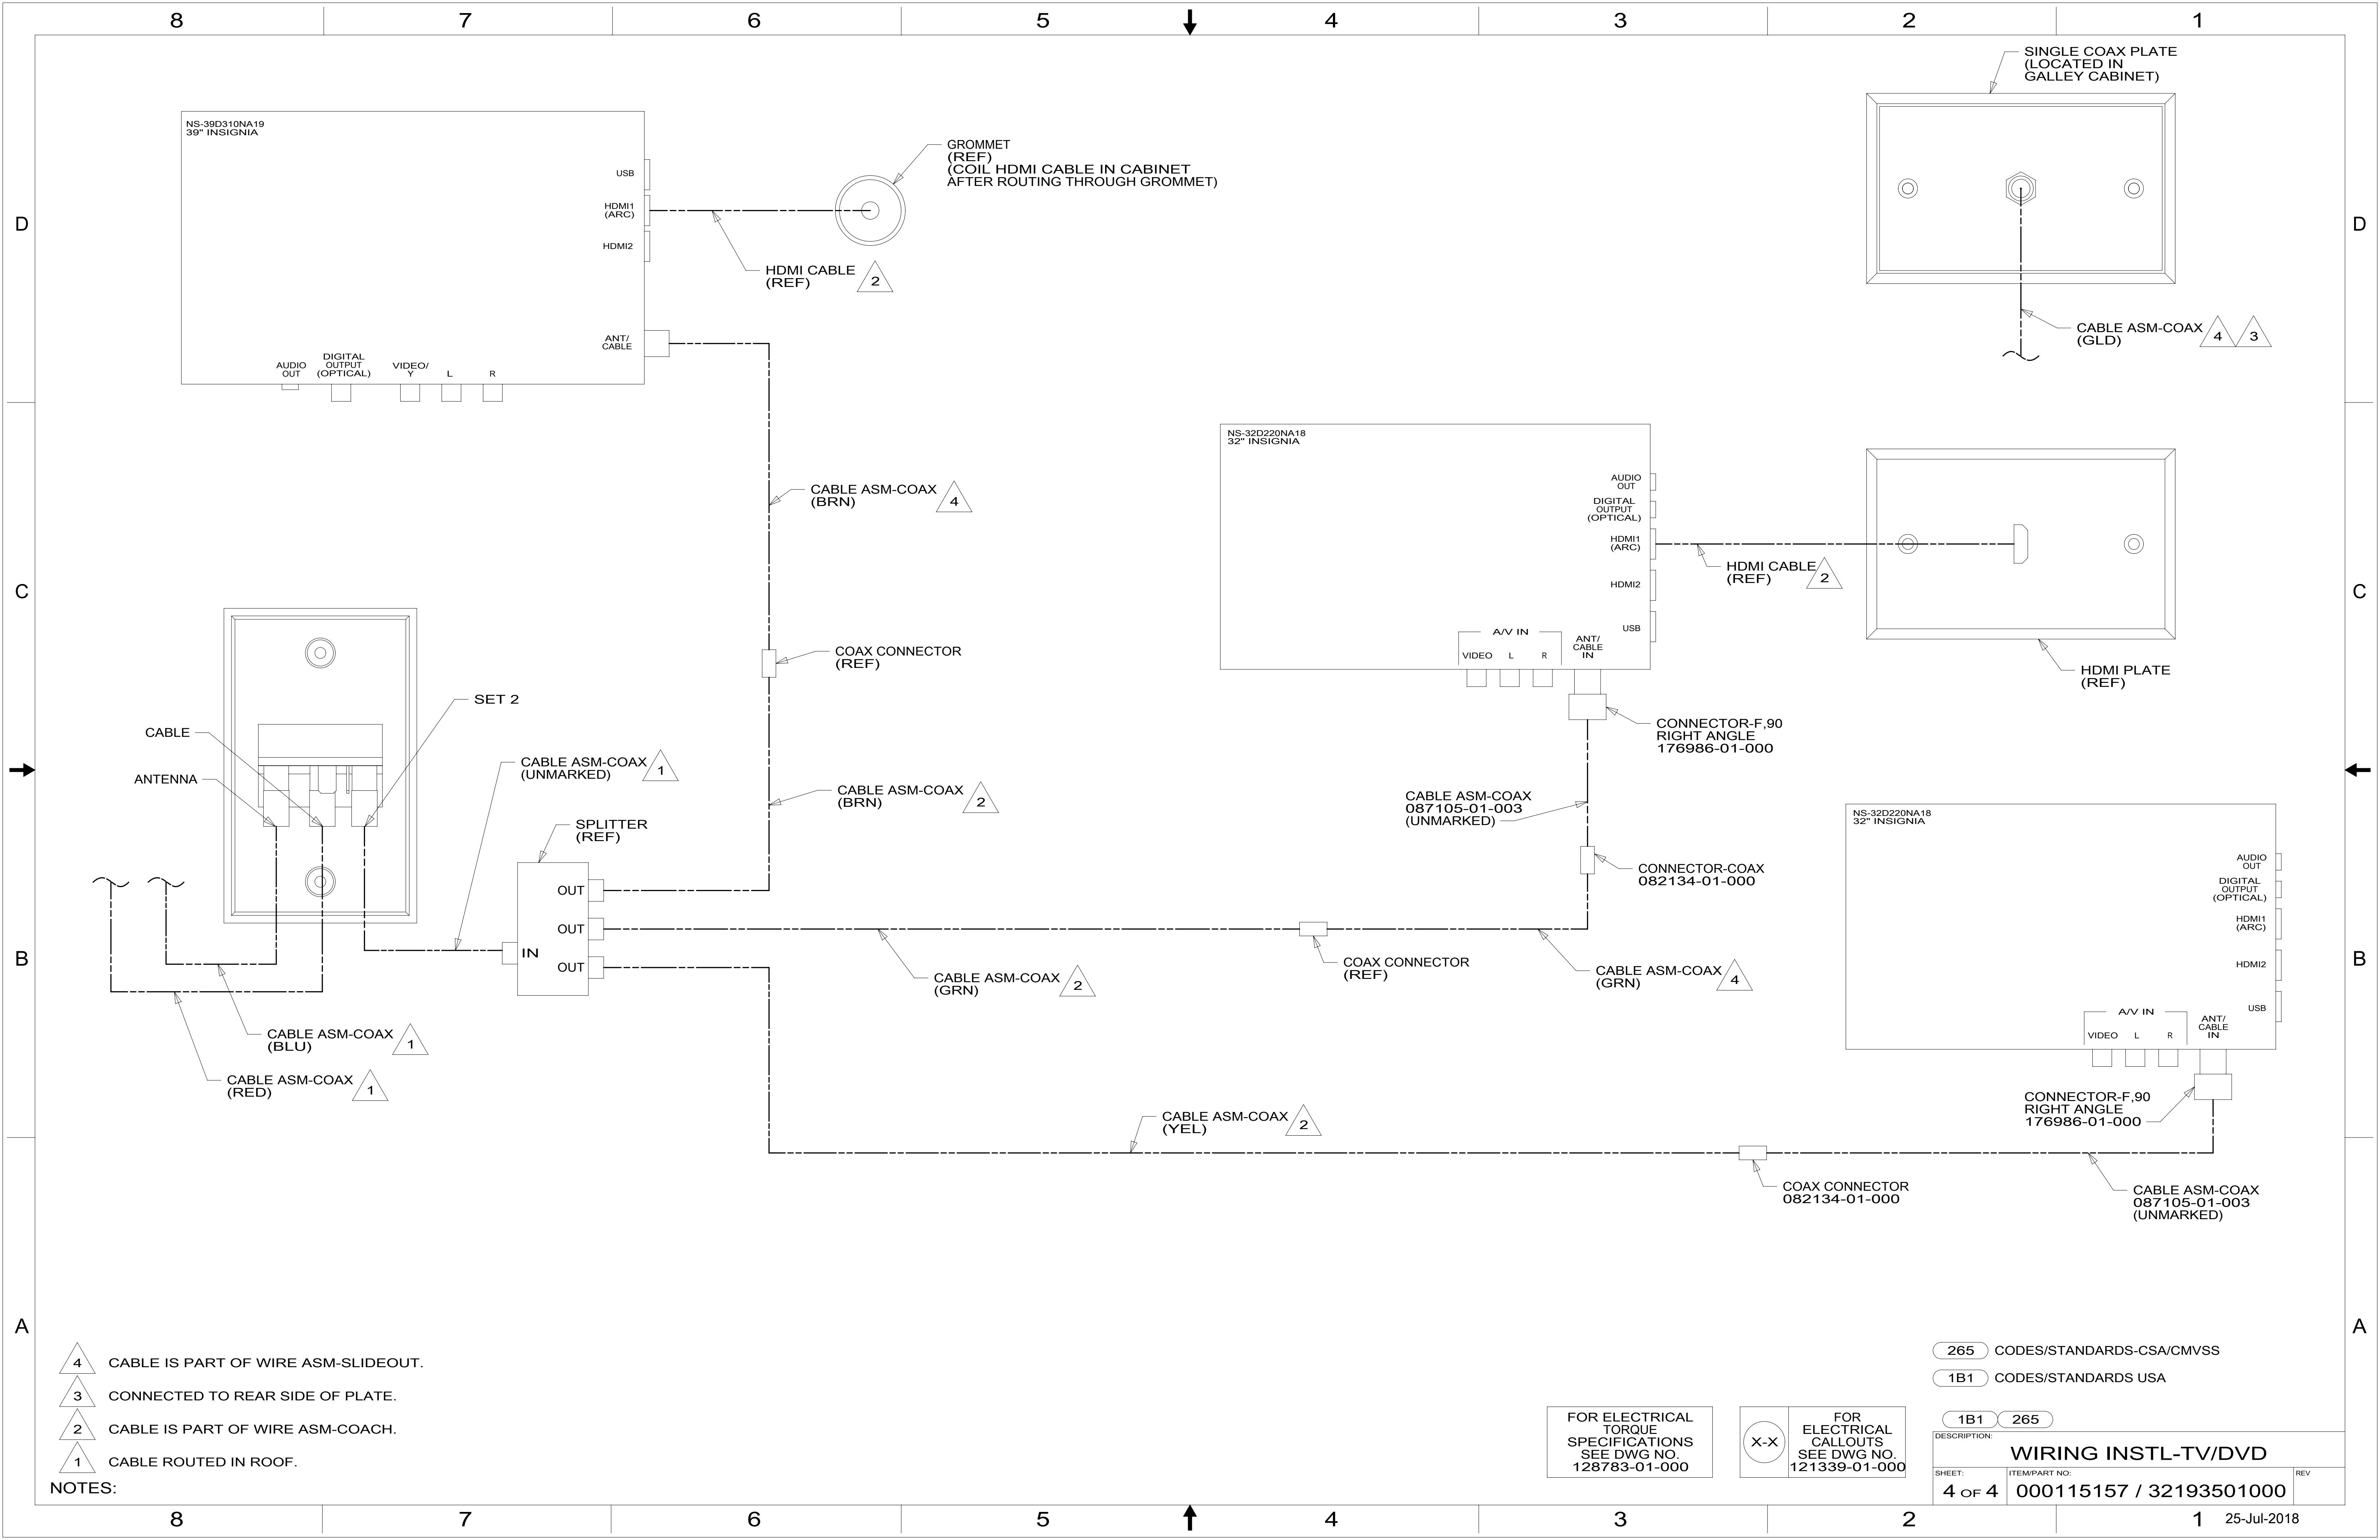 8 7 6 5 4 3 2 1
SINGLE COAX PLATE
(LOCATED IN
GALLEY CABINET)
NS-39D310NA19
39" INSIGNIA
USB
HDMI1
(ARC)
HDMI2
ANT/
CABLE
AUDIO
OUT
DIGITAL
OUTPUT
(OPTICAL)
VIDEO/
Y
L
R
GROMMET
(REF)
(COIL HDMI CABLE IN CABINET
AFTER ROUTING THROUGH GROMMET)
HDMI CABLE
(REF)
2
D
D
CABLE ASM-COAX
(GLD)
4
3
CABLE ASM-COAX
(BRN)
4
NS-32D220NA18
32" INSIGNIA
AUDIO
OUT
DIGITAL
OUTPUT
(OPTICAL)
HDMI1
(ARC)
HDMI2
USB
A/V IN
VIDEO
L
R
ANT/
CABLE
IN
HDMI CABLE
(REF)
2
HDMI PLATE
(REF)
C
C
COAX CONNECTOR
(REF)
SET 2
CABLE
ANTENNA
CABLE ASM-COAX
(UNMARKED)
1
CABLE ASM-COAX
(BRN)
2
SPLITTER
(REF)
OUT
OUT
OUT
IN
CONNECTOR-F,90
RIGHT ANGLE
176986-01-000
CABLE ASM-COAX
087105-01-003
(UNMARKED)
CONNECTOR-COAX
082134-01-000
NS-32D220NA18
32" INSIGNIA
AUDIO
OUT
DIGITAL
OUTPUT
(OPTICAL)
HDMI1
(ARC)
HDMI2
USB
A/V IN
VIDEO
L
R
ANT/
CABLE
IN
B
B
CABLE ASM-COAX
(GRN)
2
COAX CONNECTOR
(REF)
CABLE ASM-COAX
(GRN)
4
CABLE ASM-COAX
(BLU)
1
CABLE ASM-COAX
(RED)
1
CABLE ASM-COAX
(YEL)
2
CONNECTOR-F,90
RIGHT ANGLE
176986-01-000
COAX CONNECTOR
082134-01-000
CABLE ASM-COAX
087105-01-003
(UNMARKED)
A
A
4 CABLE IS PART OF WIRE ASM-SLIDEOUT.
3 CONNECTED TO REAR SIDE OF PLATE.
2 CABLE IS PART OF WIRE ASM-COACH.
1 CABLE ROUTED IN ROOF.
NOTES:
FOR ELECTRICAL
TORQUE
SPECIFICATIONS
SEE DWG NO.
128783-01-000
X-X
FOR
ELECTRICAL
CALLOUTS
SEE DWG NO.
121339-01-000
265 CODES/STANDARDS-CSA/CMVSS
1B1 CODES/STANDARDS USA
1B1 265
DESCRIPTION:
WIRING INSTL-TV/DVD
SHEET:
4 OF 4
ITEM/PART NO:
000115157 / 32193501000
REV
8 7 6 5 4 3 2 1
25-Jul-2018